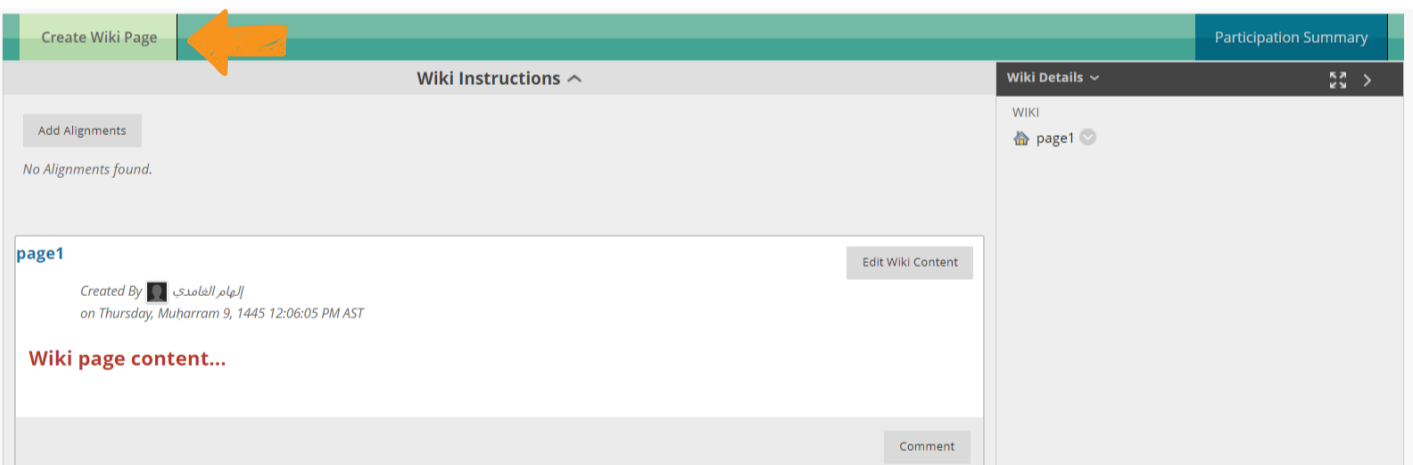 Create Wiki Page
Participation Summary
Wiki Instructions
Wiki Details
Add Alignments
No Alignments found.
WIKI
page1
page1
Edit Wiki Content
Created By إلهام الغامدي
on Thursday, Muḥarram 9, 1445 12:06:05 PM AST
Wiki page content...
Comment